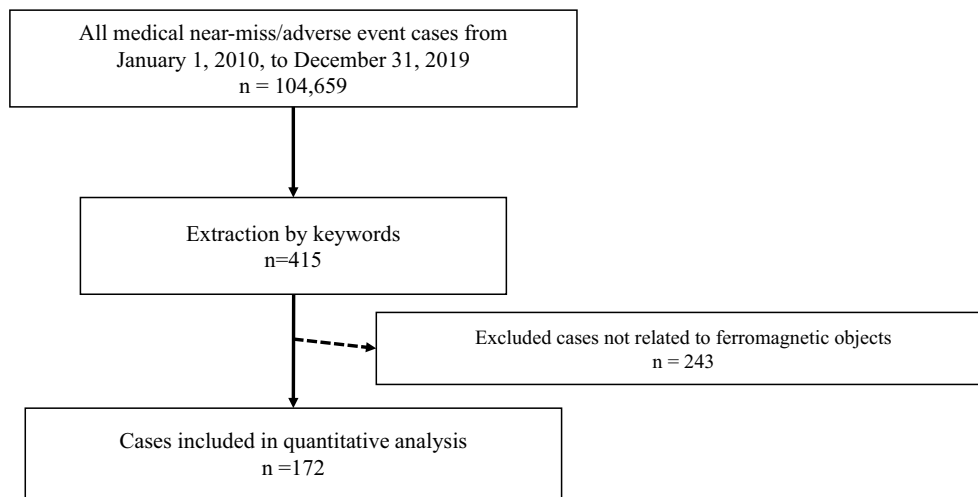 All medical near-miss/adverse event cases from
January 1, 2010, to December 31, 2019
n = 104,659
Extraction by keywords
n=415
Excluded cases not related to ferromagnetic objects
n = 243
Cases included in quantitative analysis
n =172